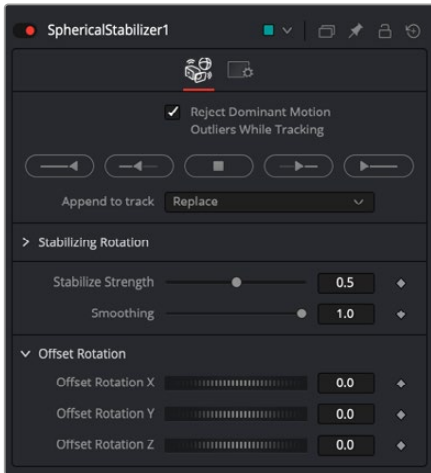 SphericalStabilizer1
Reject Dominant Motion
Outliers While Tracking
Append to track Replace
Stabilizing Rotation
Stabilize Strength 0.5
Smoothing 1.0
Offset Rotation
Offset Rotation X 0.0
Offset Rotation Y 0.0
Offset Rotation Z 0.0